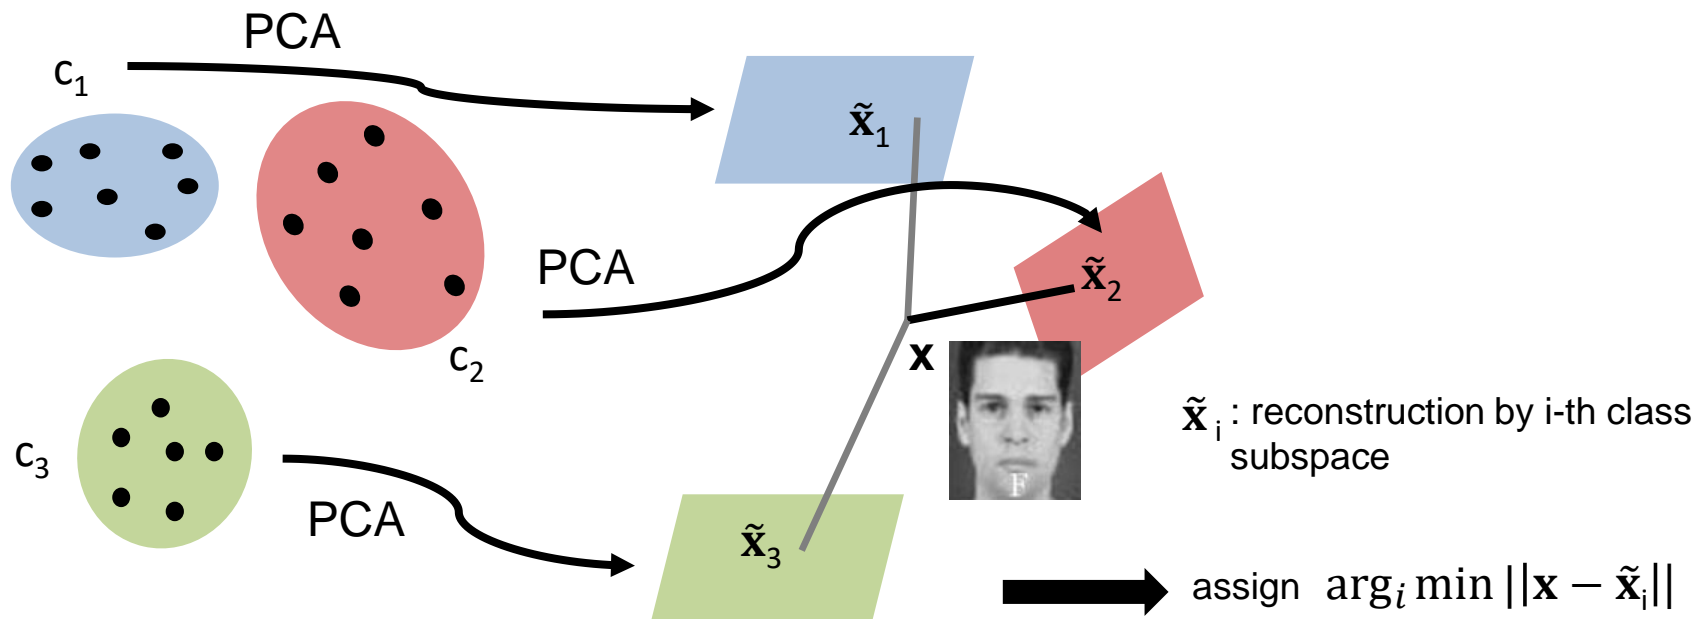 PCA
c₁
x̃₁
PCA
x̃₂
c₂
x
F
x̃ᵢ : reconstruction by i-th class
subspace
c₃
PCA
x̃₃
assign argᵢ min ||x − x̃ᵢ||